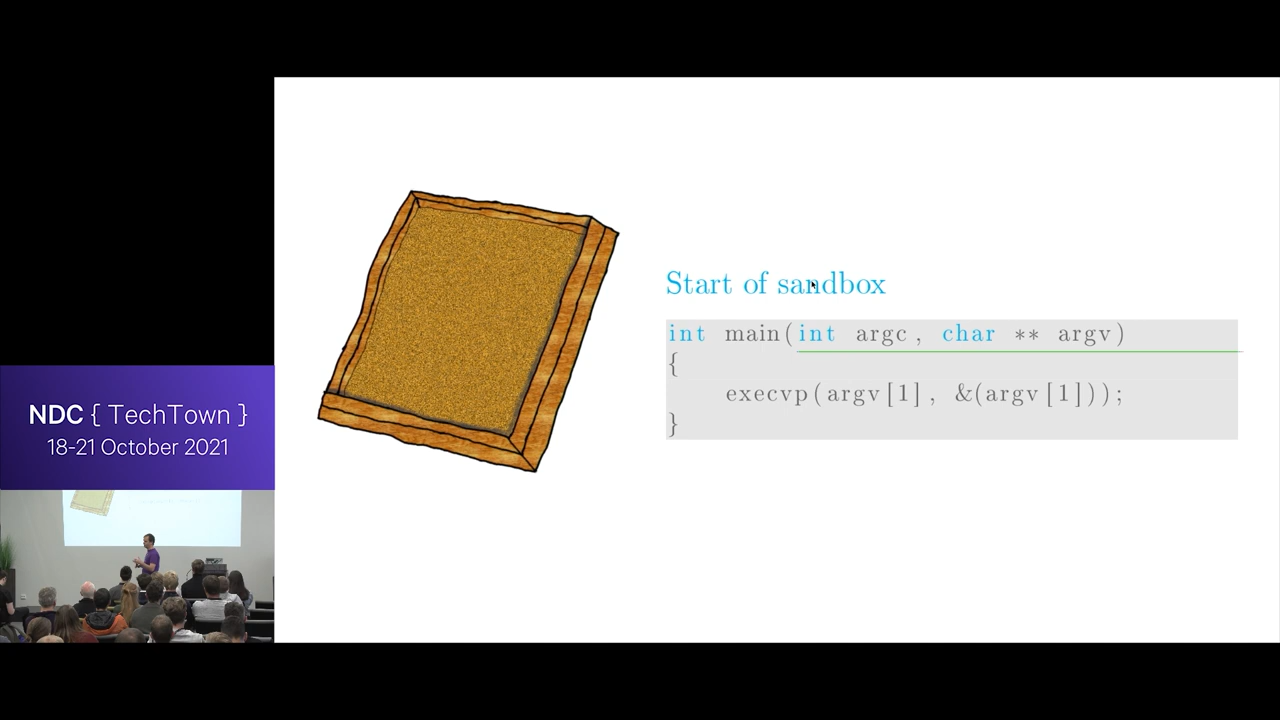 NDC { TechTown }
18-21 October 2021
Start of sandbox
int main(int argc, char ** argv)
{
execvp(argv[1], &(argv[1]));
}